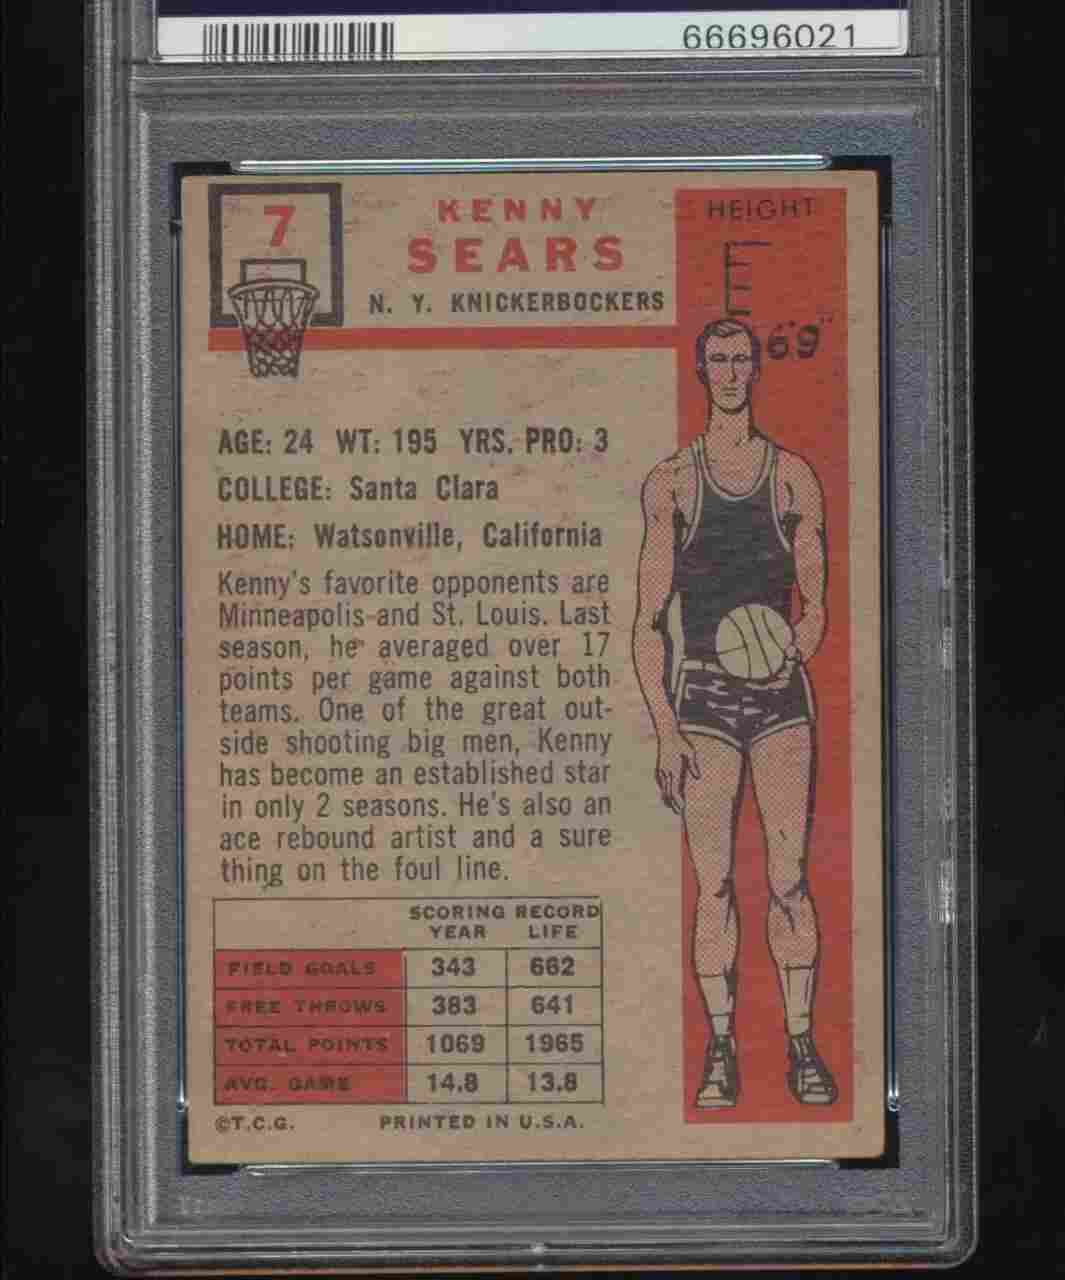 66696021
7
KENNY
SEARS
N. Y. KNICKERBOCKERS
HEIGHT
6'9"
AGE: 24 WT: 195 YRS. PRO: 3
COLLEGE: Santa Clara
HOME: Watsonville, California
Kenny's favorite opponents are
Minneapolis and St. Louis. Last
season, he averaged over 17
points per game against both
teams. One of the great out-
side shooting big men, Kenny
has become an established star
in only 2 seasons. He's also an
ace rebound artist and a sure
thing on the foul line.
SCORING RECORD
YEAR LIFE
FIELD GOALS 343 662
FREE THROWS 383 641
TOTAL POINTS 1069 1965
AVG. GAME 14.8 13.8
©T.C.G. PRINTED IN U.S.A.